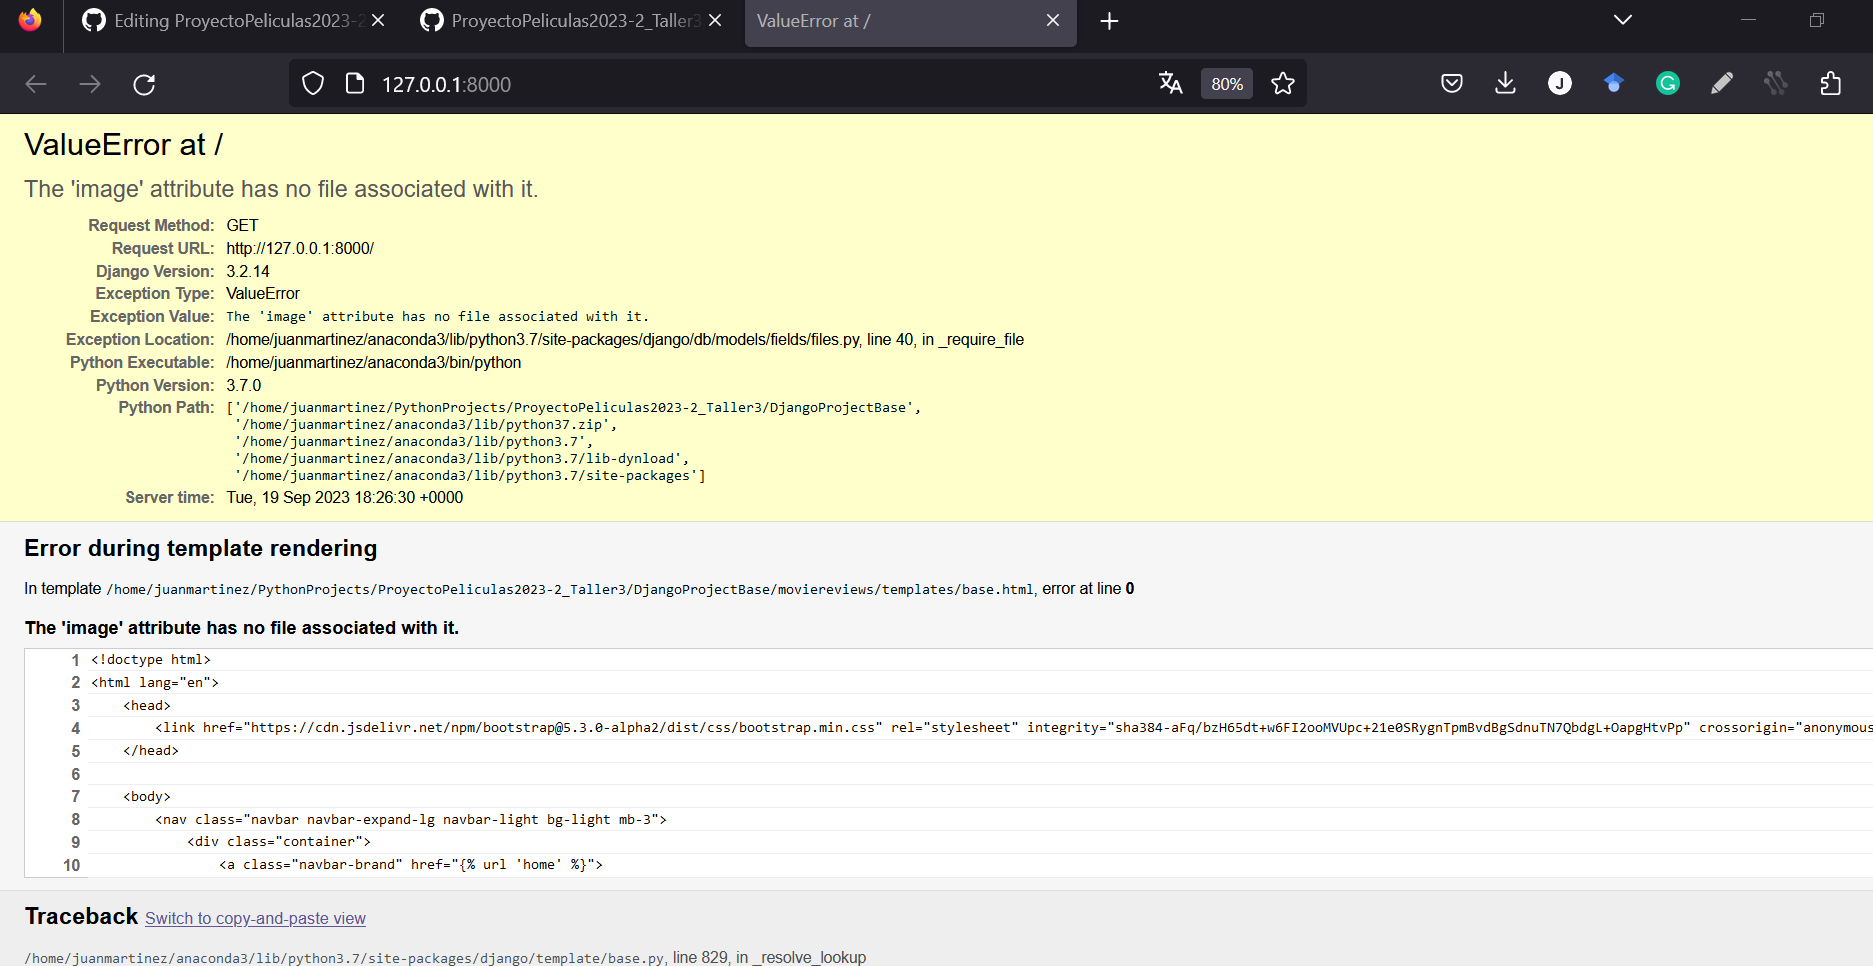 Editing ProyectoPeliculas2023-2
ProyectoPeliculas2023-2_Taller3
ValueError at /
127.0.0.1:8000
80%
ValueError at /
The 'image' attribute has no file associated with it.
Request Method: GET
Request URL: http://127.0.0.1:8000/
Django Version: 3.2.14
Exception Type: ValueError
Exception Value: The 'image' attribute has no file associated with it.
Exception Location: /home/juanmartinez/anaconda3/lib/python3.7/site-packages/django/db/models/fields/files.py, line 40, in _require_file
Python Executable: /home/juanmartinez/anaconda3/bin/python
Python Version: 3.7.0
Python Path: ['/home/juanmartinez/PythonProjects/ProyectoPeliculas2023-2_Taller3/DjangoProjectBase',
'/home/juanmartinez/anaconda3/lib/python37.zip',
'/home/juanmartinez/anaconda3/lib/python3.7',
'/home/juanmartinez/anaconda3/lib/python3.7/lib-dynload',
'/home/juanmartinez/anaconda3/lib/python3.7/site-packages']
Server time: Tue, 19 Sep 2023 18:26:30 +0000
Error during template rendering
In template /home/juanmartinez/PythonProjects/ProyectoPeliculas2023-2_Taller3/DjangoProjectBase/moviereviews/templates/base.html, error at line 0
The 'image' attribute has no file associated with it.
1 <!doctype html>
2 <html lang="en">
3 <head>
4 <link href="https://cdn.jsdelivr.net/npm/bootstrap@5.3.0-alpha2/dist/css/bootstrap.min.css" rel="stylesheet" integrity="sha384-aFq/bzH65dt+w6FI2ooMVUpc+21e0SRygnTpmBvdBgSdnuTN7QbdgL+OapgHtvPp" crossorigin="anonymous
5 </head>
6
7 <body>
8 <nav class="navbar navbar-expand-lg navbar-light bg-light mb-3">
9 <div class="container">
10 <a class="navbar-brand" href="{% url 'home' %}">
Traceback Switch to copy-and-paste view
/home/juanmartinez/anaconda3/lib/python3.7/site-packages/django/template/base.py, line 829, in _resolve_lookup